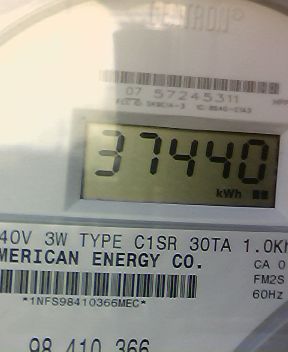 CENTRON®
07 57245311
37440
kWh
40V 3W TYPE C1SR 30TA 1.0K
MERICAN ENERGY CO.
CA 0
FM2S
60Hz
*1NFS98410366MEC*
98 410 366